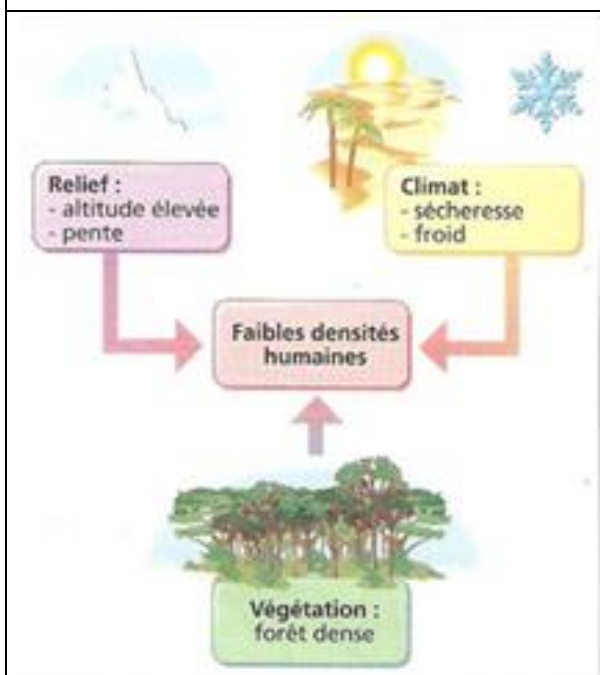 Relief :
- altitude élevée
- pente
Climat :
- sécheresse
- froid
Faibles densités
humaines
Végétation :
forêt dense